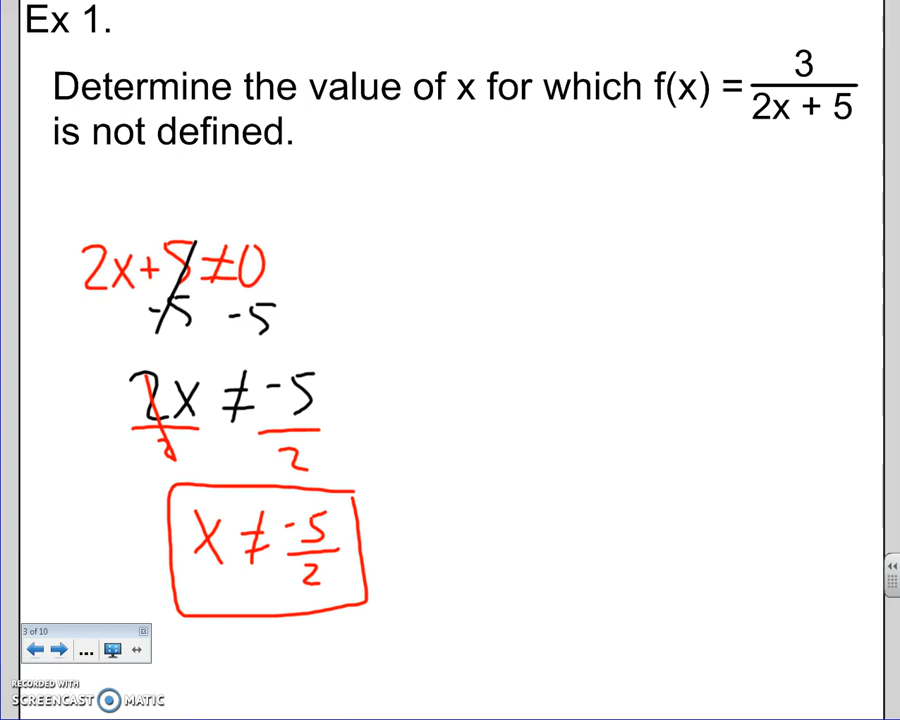 Ex 1.
Determine the value of x for which f(x) = 3/(2x + 5)
is not defined.
2x+5≠0
-5 -5
2x ≠ -5
2 2
x ≠ -5/2
3 of 10
RECORDED WITH
SCREENCAST MATIC